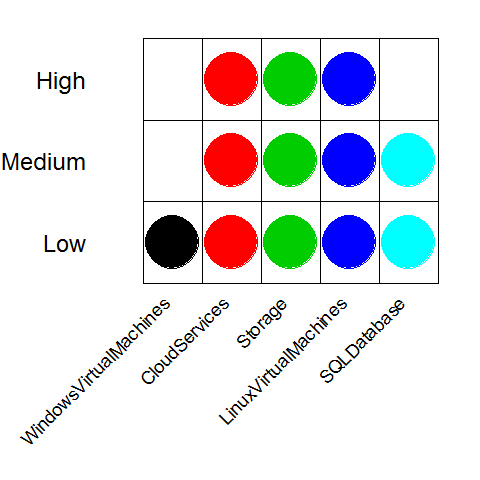 High
Medium
Low
WindowsVirtualMachines
CloudServices
Storage
LinuxVirtualMachines
SQLDatabase